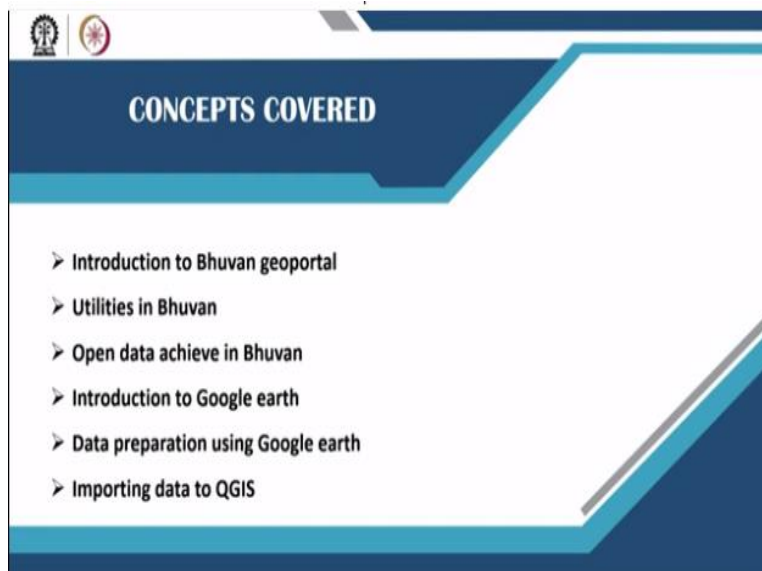 CONCEPTS COVERED
➢ Introduction to Bhuvan geoportal
➢ Utilities in Bhuvan
➢ Open data achieve in Bhuvan
➢ Introduction to Google earth
➢ Data preparation using Google earth
➢ Importing data to QGIS